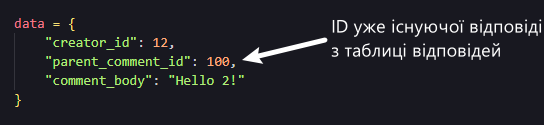 data = {
"creator_id": 12,
"parent_comment_id": 100,
"comment_body": "Hello 2!"
}
ID уже існуючої відповіді
з таблиці відповідей